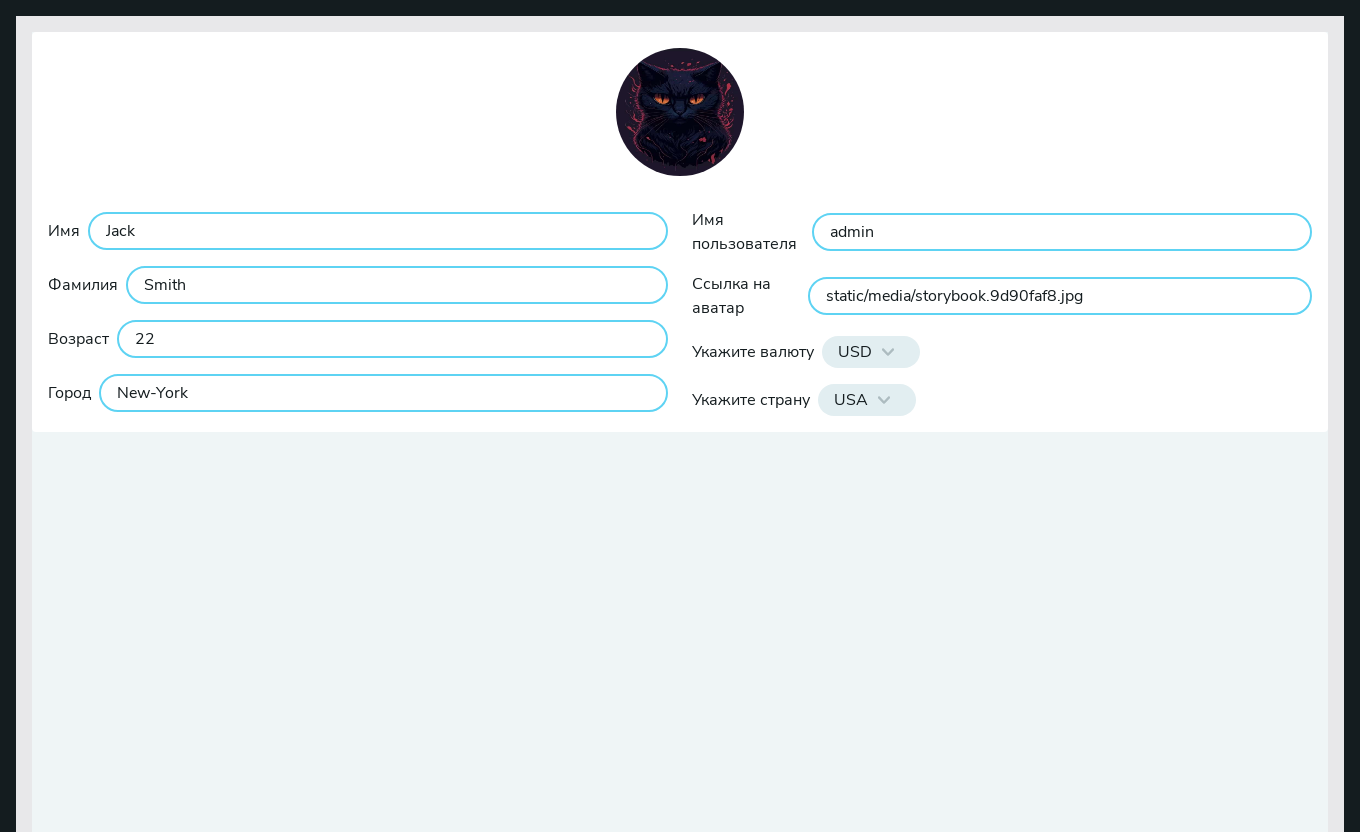 Имя
Jack
Фамилия
Smith
Возраст
22
Город
New-York
Имя
пользователя
admin
Ссылка на
аватар
static/media/storybook.9d90faf8.jpg
Укажите валюту
USD
Укажите страну
USA